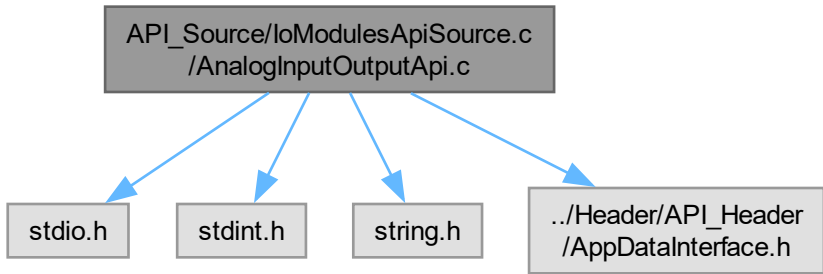 API_Source/IoModulesApiSource.c
/AnalogInputOutputApi.c
stdio.h
stdint.h
string.h
../Header/API_Header
/AppDataInterface.h